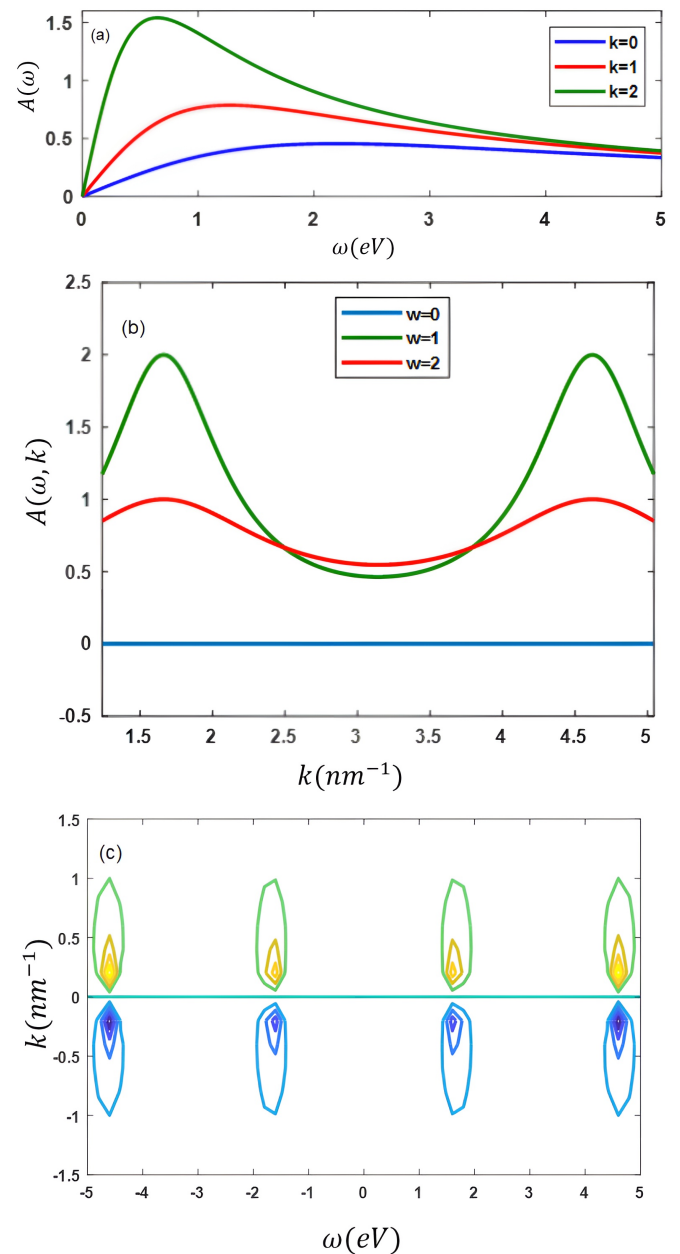 (a)
A(ω)
1.5
1
0.5
0
k=0
k=1
k=2
0 1 2 3 4 5
ω(eV)
(b)
A(ω, k)
2.5
2
1.5
1
0.5
0
-0.5
w=0
w=1
w=2
1.5 2 2.5 3 3.5 4 4.5 5
k(nm⁻¹)
(c)
k(nm⁻¹)
1.5
1
0.5
0
-0.5
-1
-1.5
-5 -4 -3 -2 -1 0 1 2 3 4 5
ω(eV)